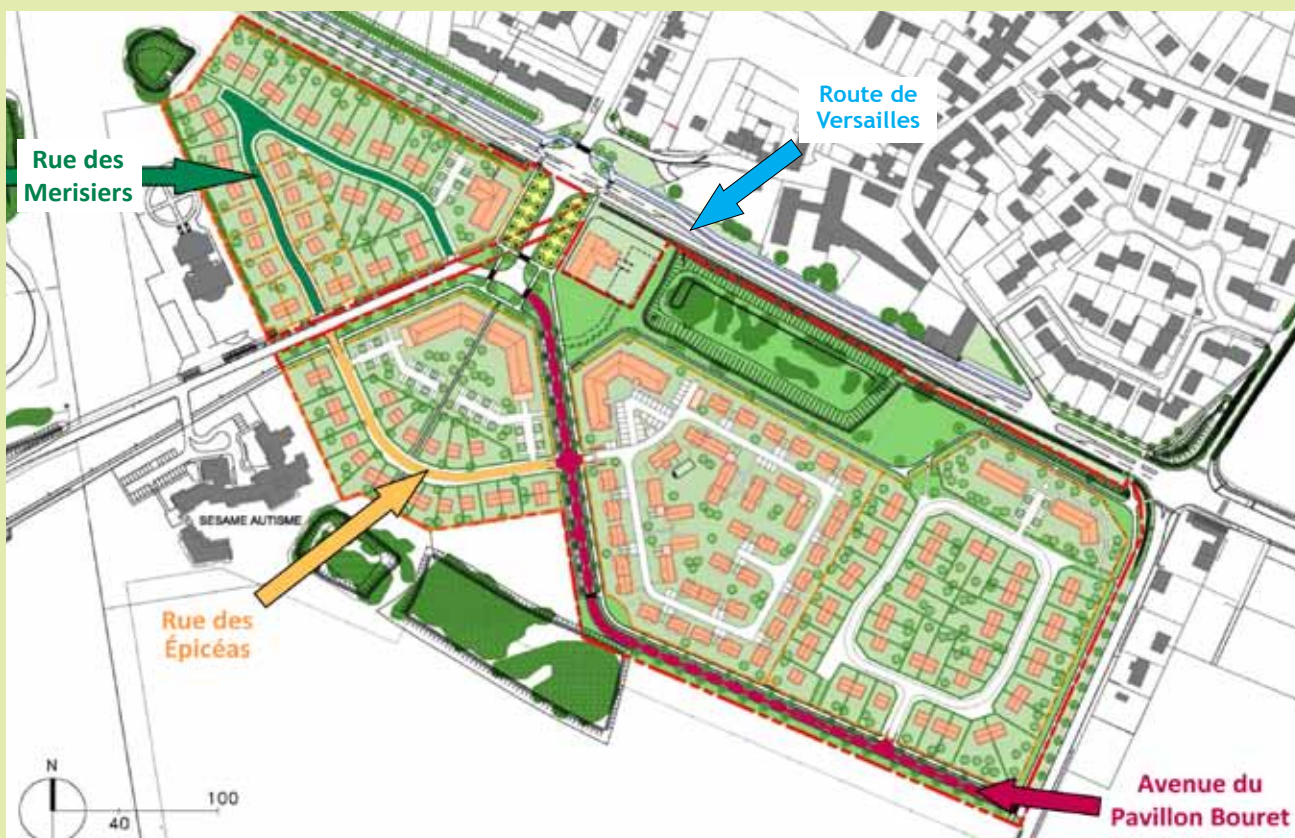 Route de
Versailles
Rue des
Merisiers
SESAME AUTISME
Rue des
Épicéas
N
100
40
Avenue du
Pavillon Bouret